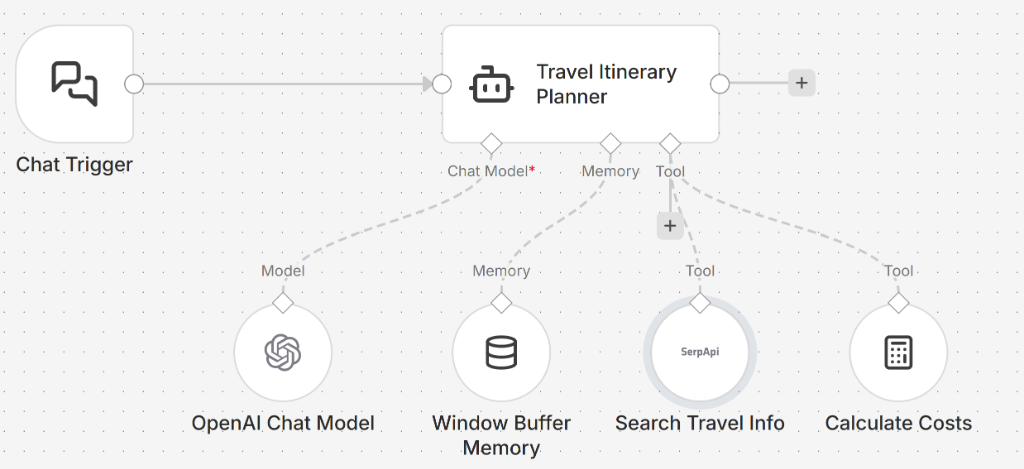 Travel Itinerary
Planner
Chat Trigger
Chat Model*
Memory
Tool
Model
Memory
Tool
Tool
SerpApi
OpenAI Chat Model
Window Buffer
Memory
Search Travel Info
Calculate Costs